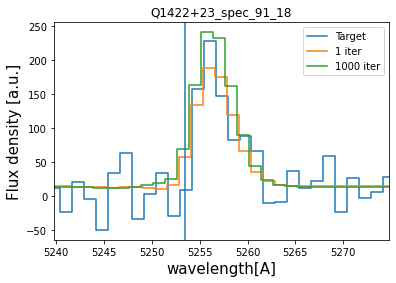 Q1422+23_spec_91_18
Flux density [a.u.]
250
200
150
100
50
0
−50
Target
1 iter
1000 iter
5240 5245 5250 5255 5260 5265 5270
wavelength[A]